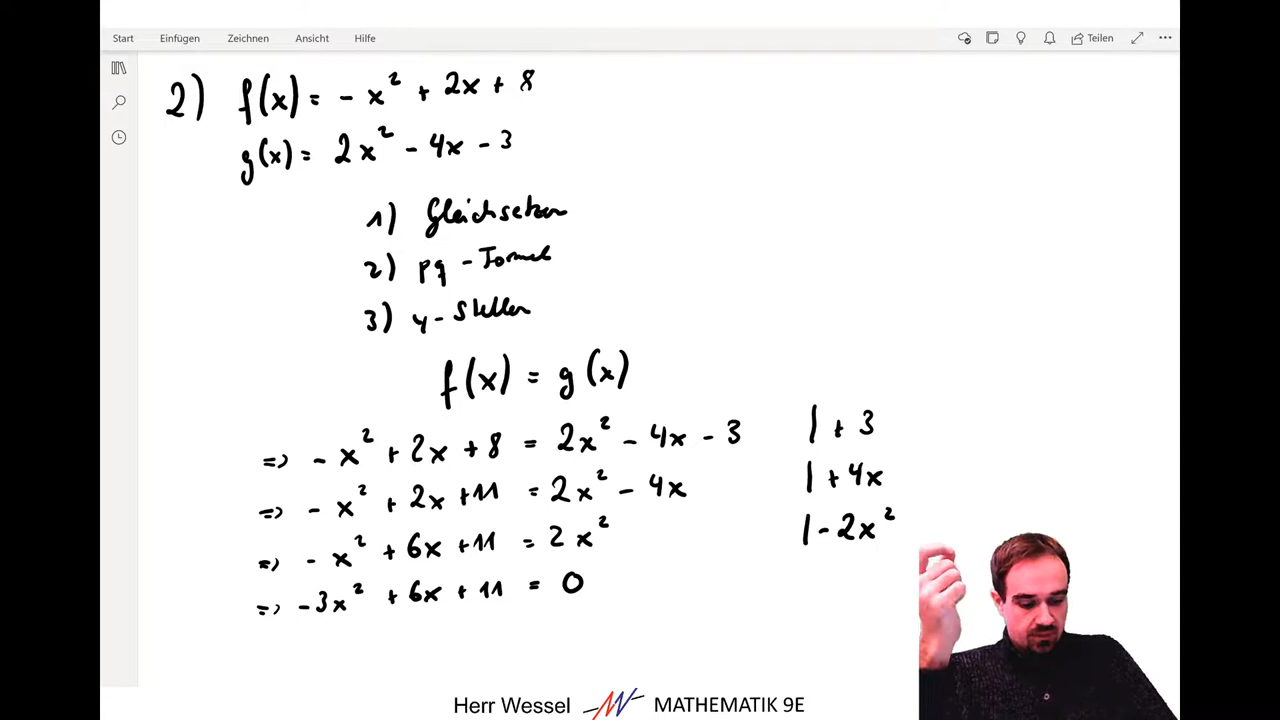 Start Einfügen Zeichnen Ansicht Hilfe Teilen
2) f(x) = - x² + 2x + 8
g(x) = 2x² - 4x - 3
1) Gleichsetzen
2) pq - Formel
3) y - Stellen
f(x) = g(x)
=> - x² + 2x + 8 = 2x² - 4x - 3 | + 3
=> - x² + 2x + 11 = 2x² - 4x | + 4x
=> - x² + 6x + 11 = 2x² | - 2x²
=> - 3x² + 6x + 11 = 0
Herr Wessel MATHEMATIK 9E